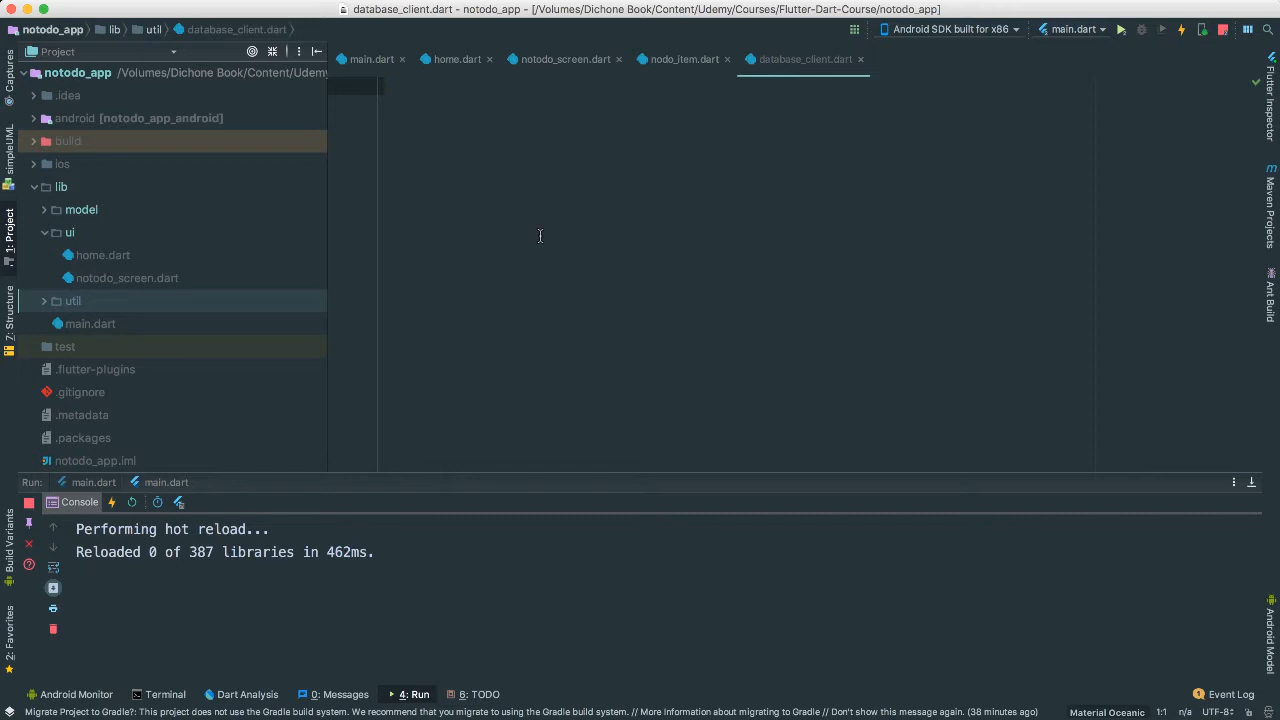 database_client.dart - notodo_app - [/Volumes/Dichone Book/Content/Udemy/Courses/Flutter-Dart-Course/notodo_app]
notodo_app
lib
util
database_client.dart
Android SDK built for x86
main.dart
Project
main.dart
home.dart
notodo_screen.dart
nodo_item.dart
database_client.dart
notodo_app /Volumes/Dichone Book/Content/Udemy
.idea
android [notodo_app_android]
build
ios
lib
model
ui
home.dart
notodo_screen.dart
util
main.dart
test
.flutter-plugins
.gitignore
.metadata
.packages
notodo_app.iml
Captures
simpleUML
1: Project
7: Structure
Build Variants
2: Favorites
Flutter Inspector
m
Maven Projects
Ant Build
Android Model
Run:
main.dart
main.dart
Console
Performing hot reload...
Reloaded 0 of 387 libraries in 462ms.
Android Monitor
Terminal
Dart Analysis
0: Messages
4: Run
6: TODO
1 Event Log
Migrate Project to Gradle?: This project does not use the Gradle build system. We recommend that you migrate to using the Gradle build system. // More Information about migrating to Gradle // Don't show this message again. (38 minutes ago)
Material Oceanic
1:1
n/a
UTF-8: